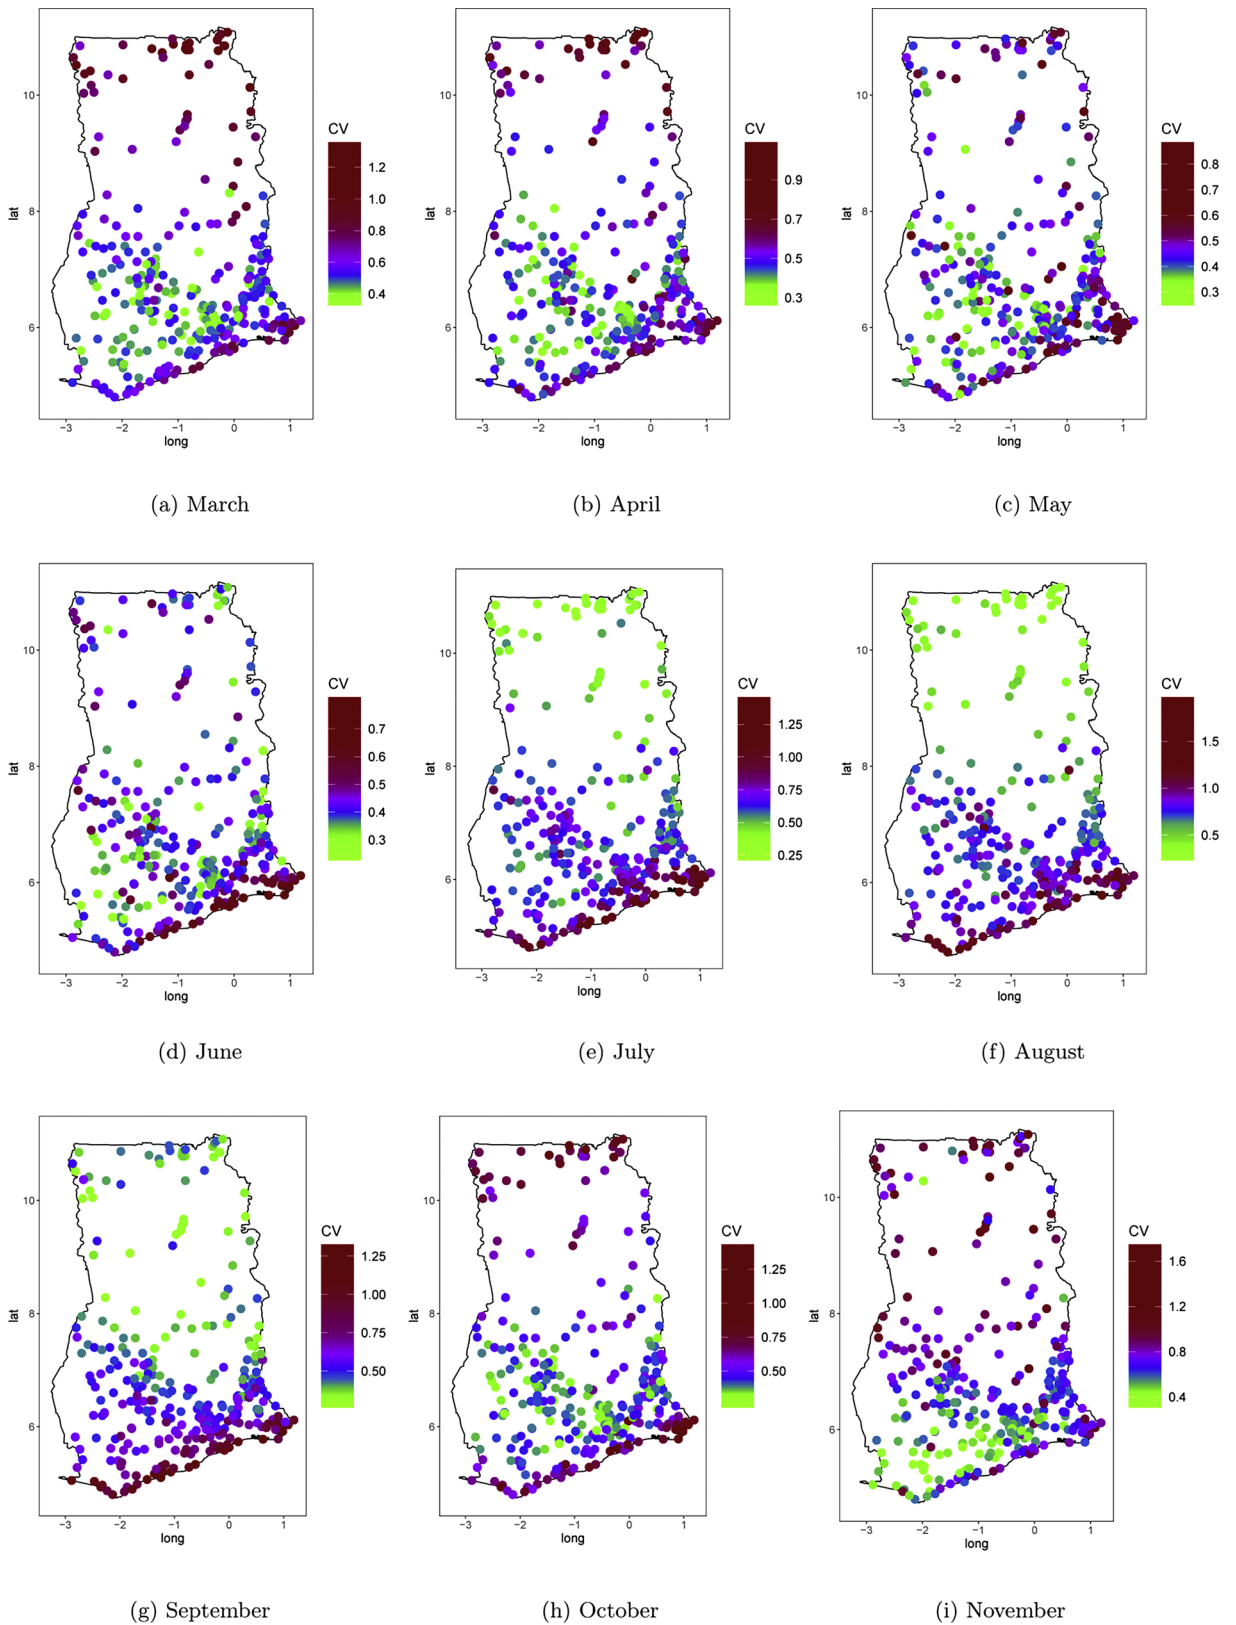 CV
1.2
1.0
0.8
0.6
0.4
10
8
6
lat
−3 −2 −1 0 1
long
(a) March
CV
0.9
0.7
0.5
0.3
10
8
6
lat
−3 −2 −1 0 1
long
(b) April
CV
0.8
0.7
0.6
0.5
0.4
0.3
10
8
6
lat
−3 −2 −1 0 1
long
(c) May
CV
0.7
0.6
0.5
0.4
0.3
10
8
6
lat
−3 −2 −1 0 1
long
(d) June
CV
1.25
1.00
0.75
0.50
0.25
10
8
6
lat
−3 −2 −1 0 1
long
(e) July
CV
1.5
1.0
0.5
10
8
6
lat
−3 −2 −1 0 1
long
(f) August
CV
1.25
1.00
0.75
0.50
10
8
6
lat
−3 −2 −1 0 1
long
(g) September
CV
1.25
1.00
0.75
0.50
10
8
6
lat
−3 −2 −1 0 1
long
(h) October
CV
1.6
1.2
0.8
0.4
10
8
6
lat
−3 −2 −1 0 1
long
(i) November